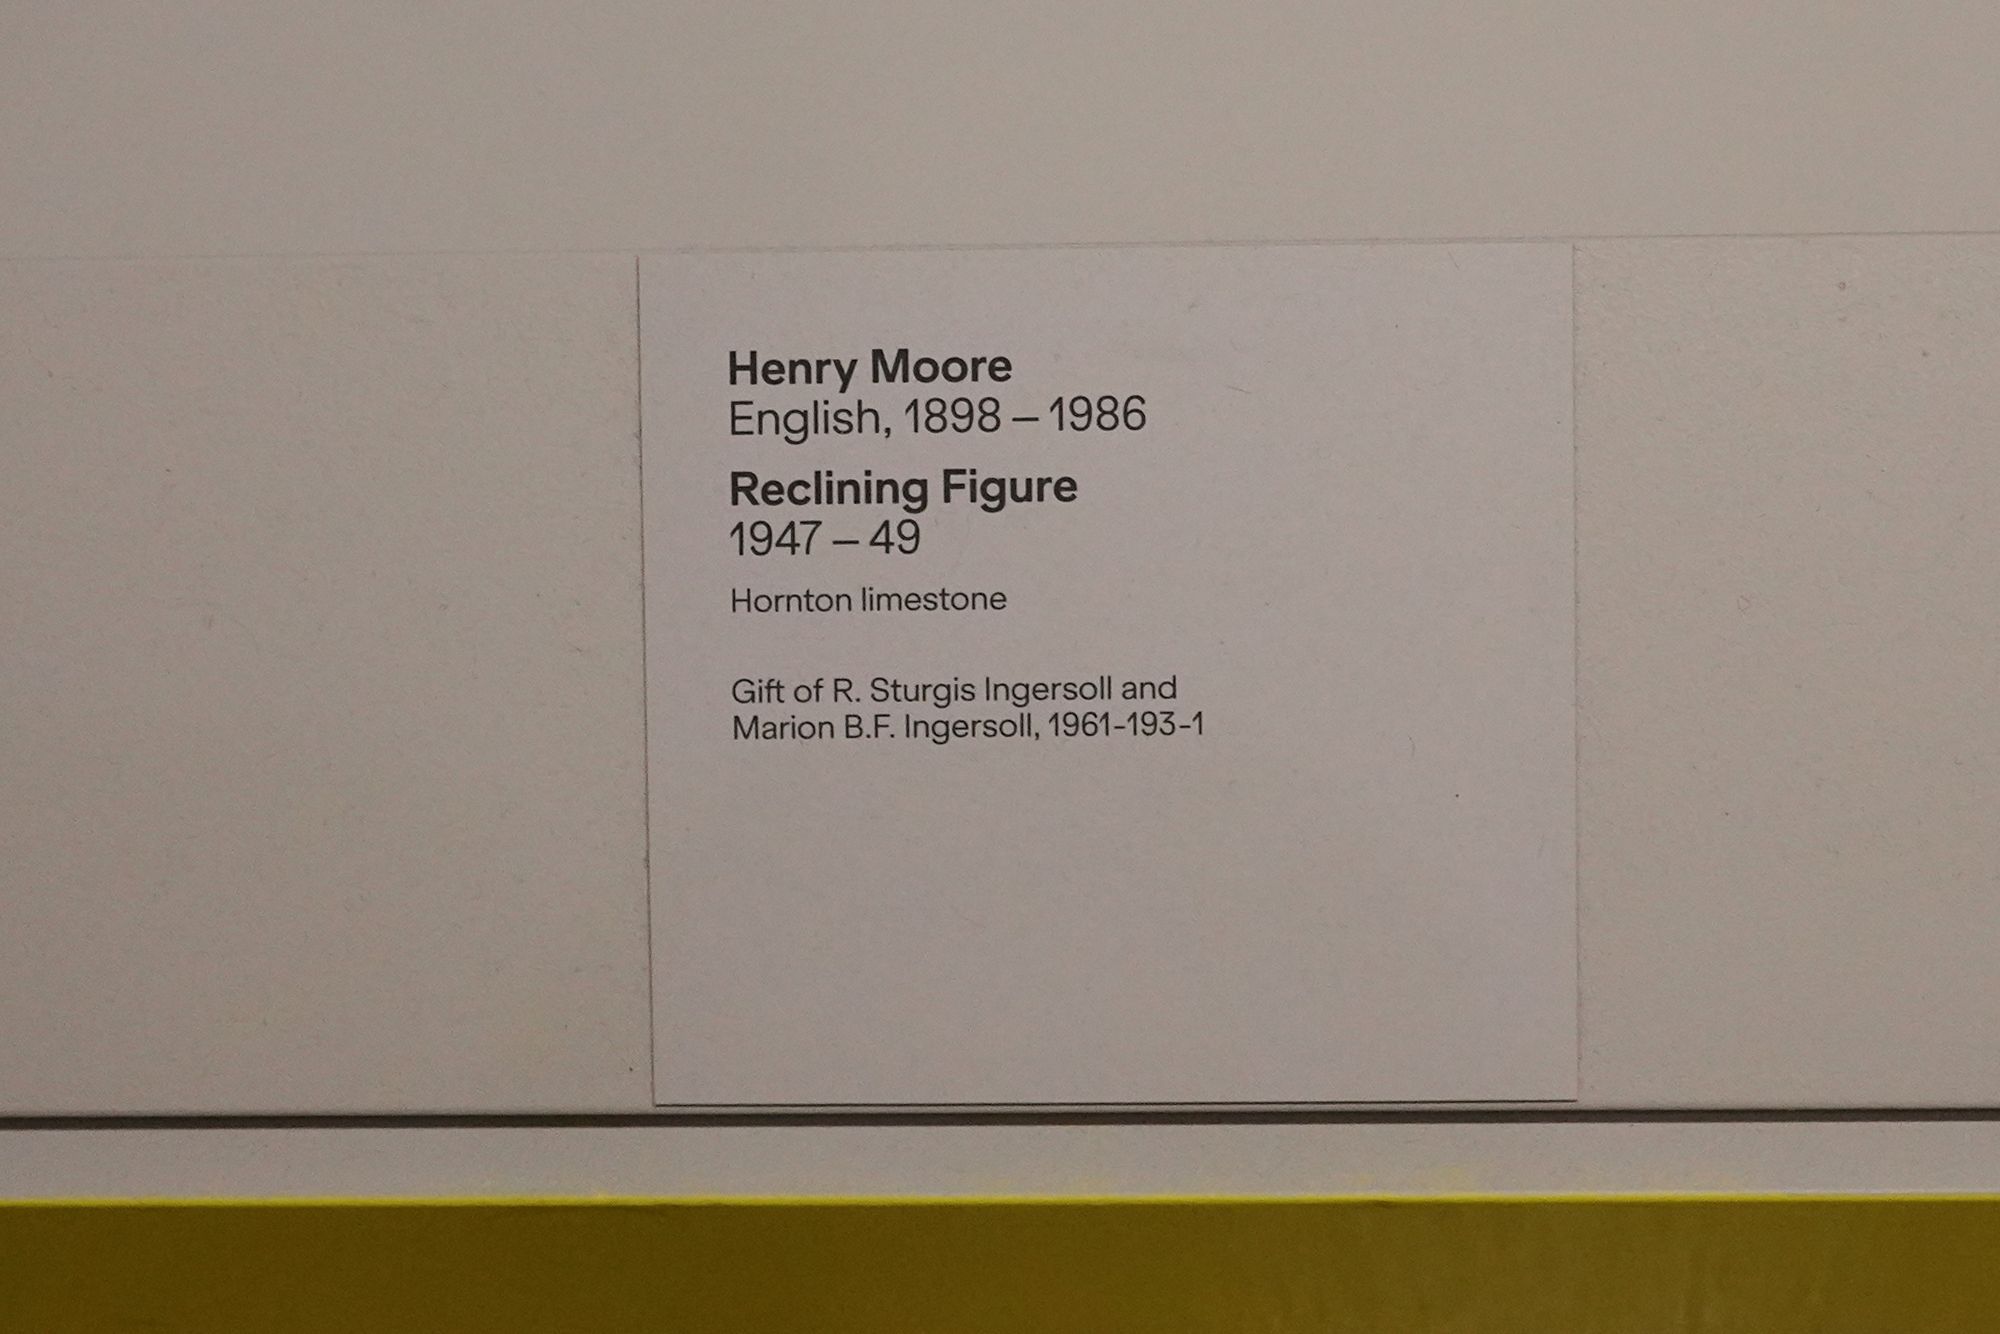 Henry Moore
English, 1898 – 1986
Reclining Figure
1947 – 49
Hornton limestone
Gift of R. Sturgis Ingersoll and
Marion B.F. Ingersoll, 1961-193-1